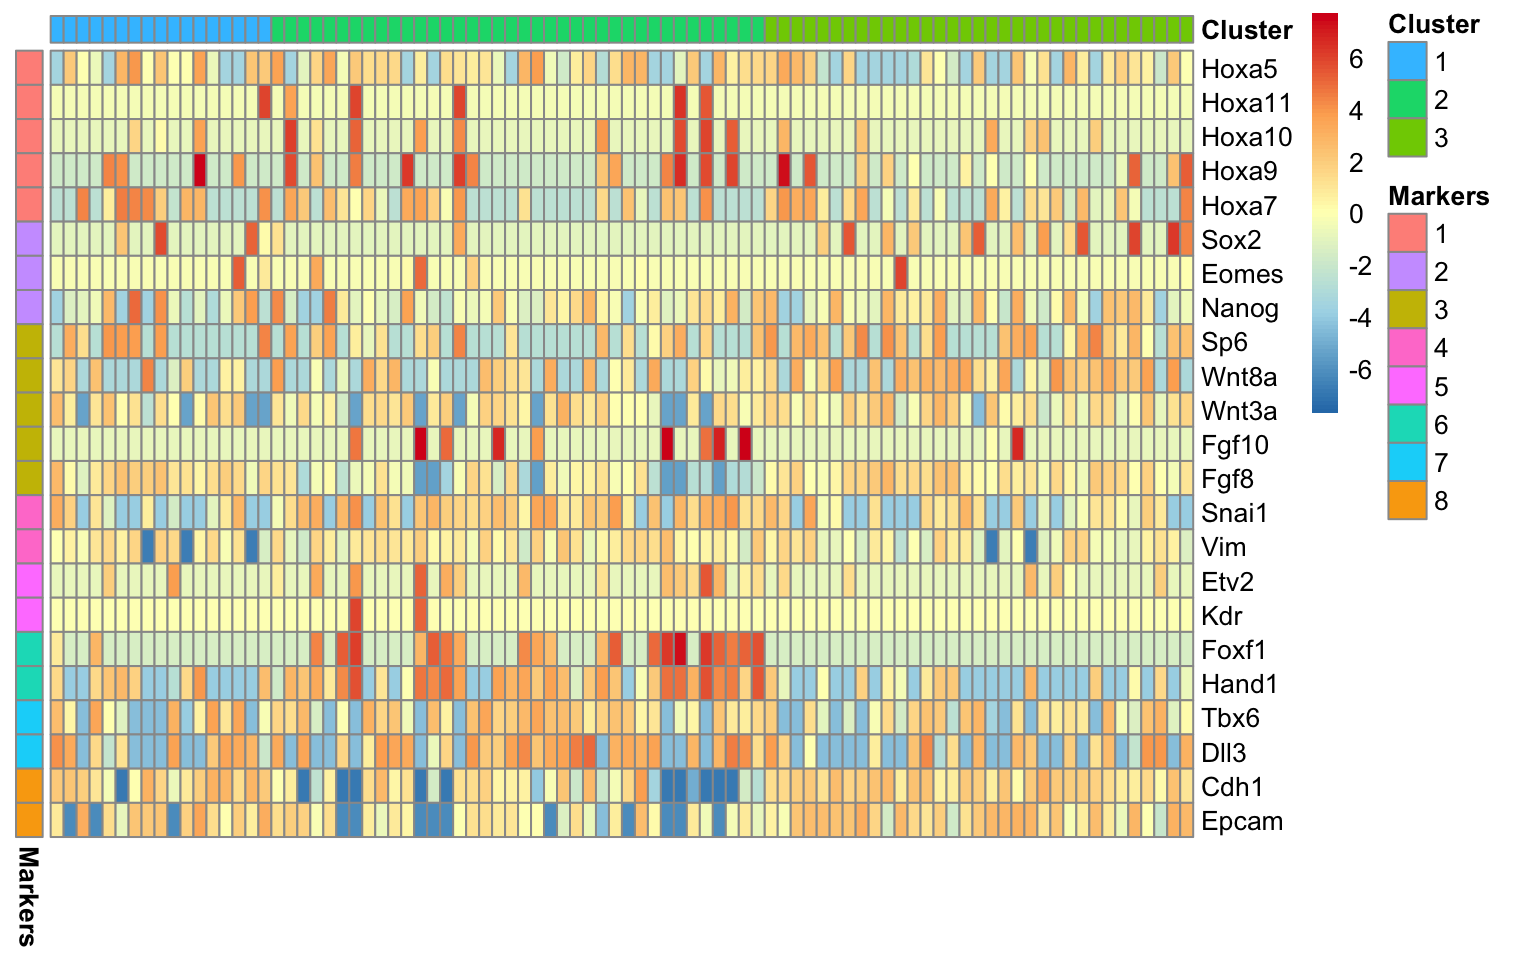 Cluster
Hoxa5
Hoxa11
Hoxa10
Hoxa9
Hoxa7
Sox2
Eomes
Nanog
Sp6
Wnt8a
Wnt3a
Fgf10
Fgf8
Snai1
Vim
Etv2
Kdr
Foxf1
Hand1
Tbx6
Dll3
Cdh1
Epcam
Markers
6
4
2
0
-2
-4
-6
Cluster
1
2
3
Markers
1
2
3
4
5
6
7
8